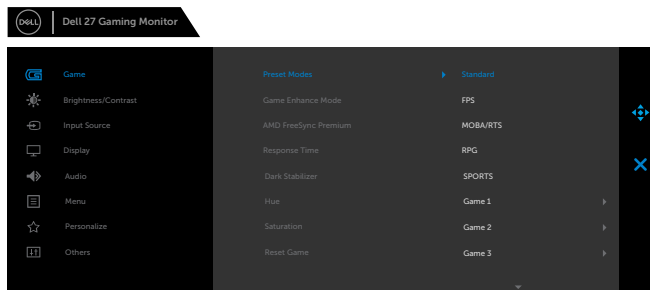 DELL
Dell 27 Gaming Monitor
Game Preset Modes Standard
Brightness/Contrast Game Enhance Mode FPS
Input Source AMD FreeSync Premium MOBA/RTS
Display Response Time RPG
Audio Dark Stabilizer SPORTS
Menu Hue Game 1
Personalize Saturation Game 2
Others Reset Game Game 3